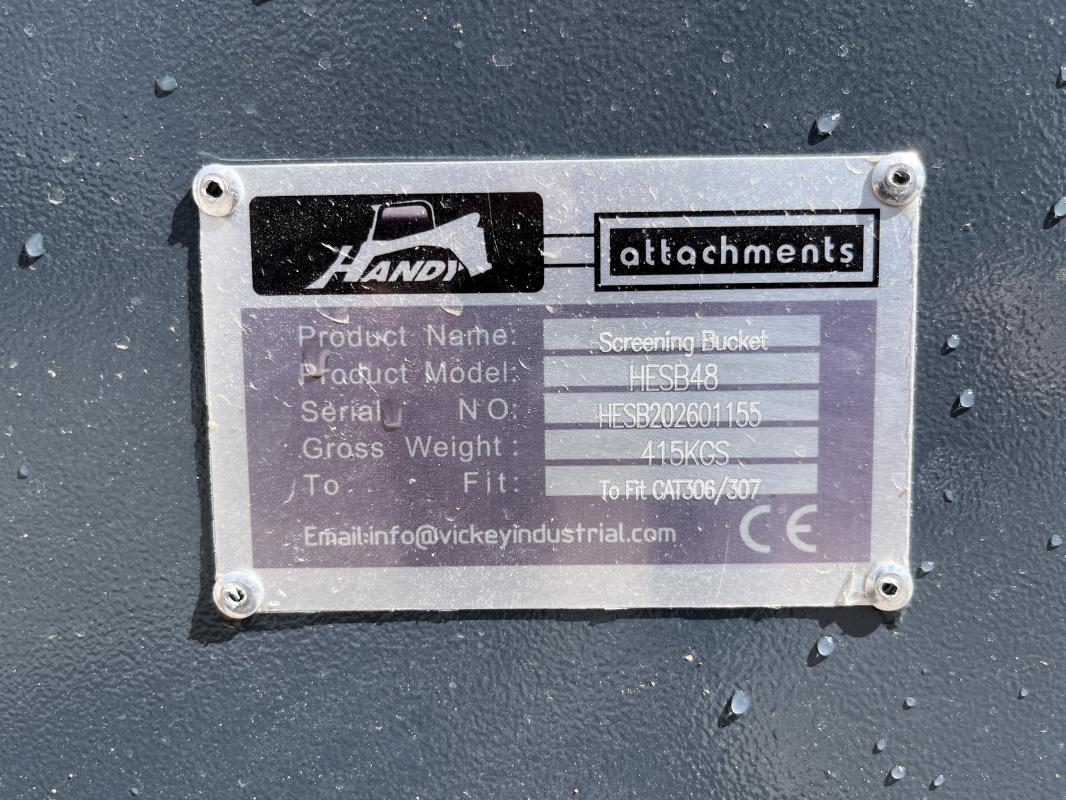 HANDY attachments
Product Name: Screening Bucket
Product Model: HESB48
Serial NO: HESB202601155
Gross Weight: 415KGS
To Fit: To Fit CAT306/307
Email:info@vickeyindustrial.com CE